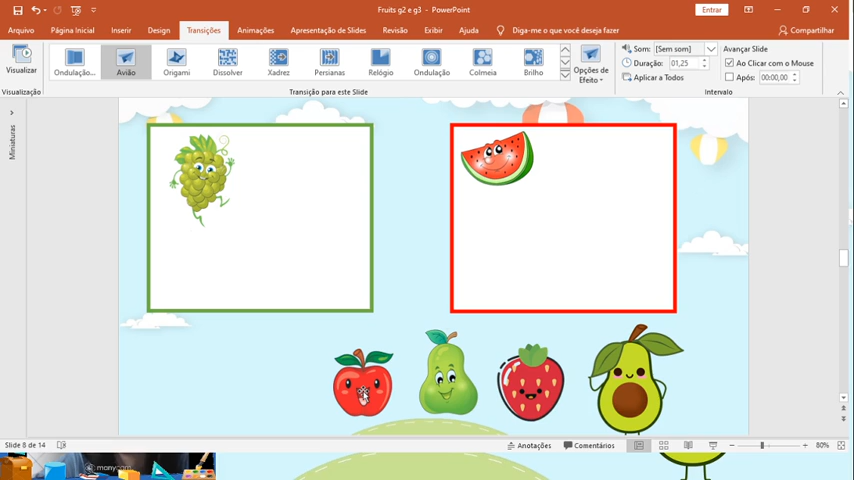 Fruits g2 e g3 - PowerPoint
Entrar
Arquivo Página Inicial Inserir Design Transições Animações Apresentação de Slides Revisão Exibir Ajuda Diga-me o que você deseja fazer Compartilhar
Visualizar
Ondulação... Avião Origami Dissolver Xadrez Persianas Relógio Ondulação Colmeia Brilho
Opções de
Efeito
Som: [Sem som]
Duração: 01,25
Aplicar a Todos
Avançar Slide
Ao Clicar com o Mouse
Após: 00:00,00
Visualização Transição para este Slide Intervalo
Miniaturas
Slide 8 de 14 Anotações Comentários 80%
manycam